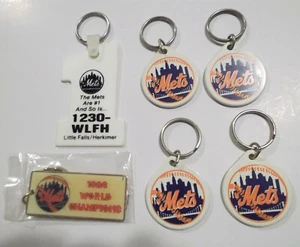 The Mets
Are #1
And So Is...
1230-
WLFH
Little Falls/Herkimer
Mets
Mets
Mets
Mets
1986
WORLD
CHAMPIONS